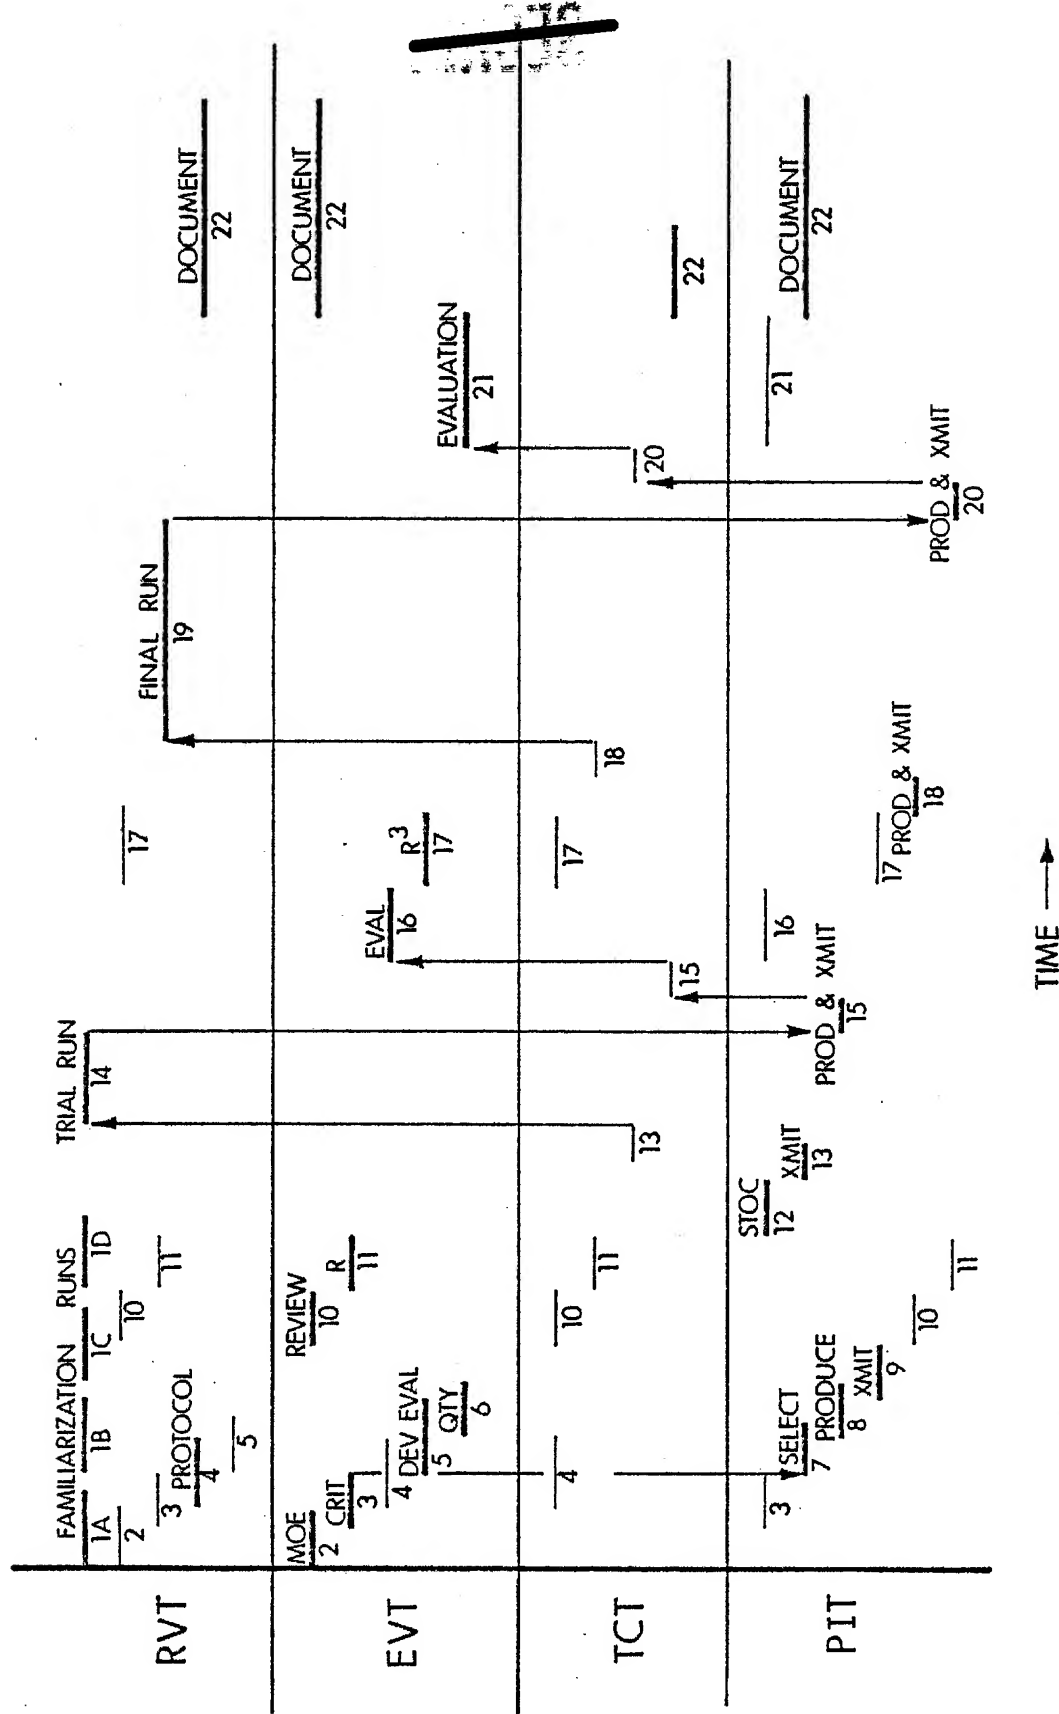 RVT
FAMILIARIZATION RUNS
1A 1B 1C 1D
2
3
PROTOCOL
4
5
10
11
TRIAL RUN
14
17
FINAL RUN
19
DOCUMENT
22
EVT
MOE
2
CRIT
3
4
DEV EVAL
5
QTY
6
REVIEW
10
R
11
EVAL
16
R³
17
EVALUATION
21
DOCUMENT
22
TCT
4
10
11
13
15
17
18
20
22
PIT
3
SELECT
7
PRODUCE
8
XMIT
9
10
11
STOC
12
XMIT
13
PROD & XMIT
15
16
17
PROD & XMIT
18
PROD & XMIT
20
21
DOCUMENT
22
TIME